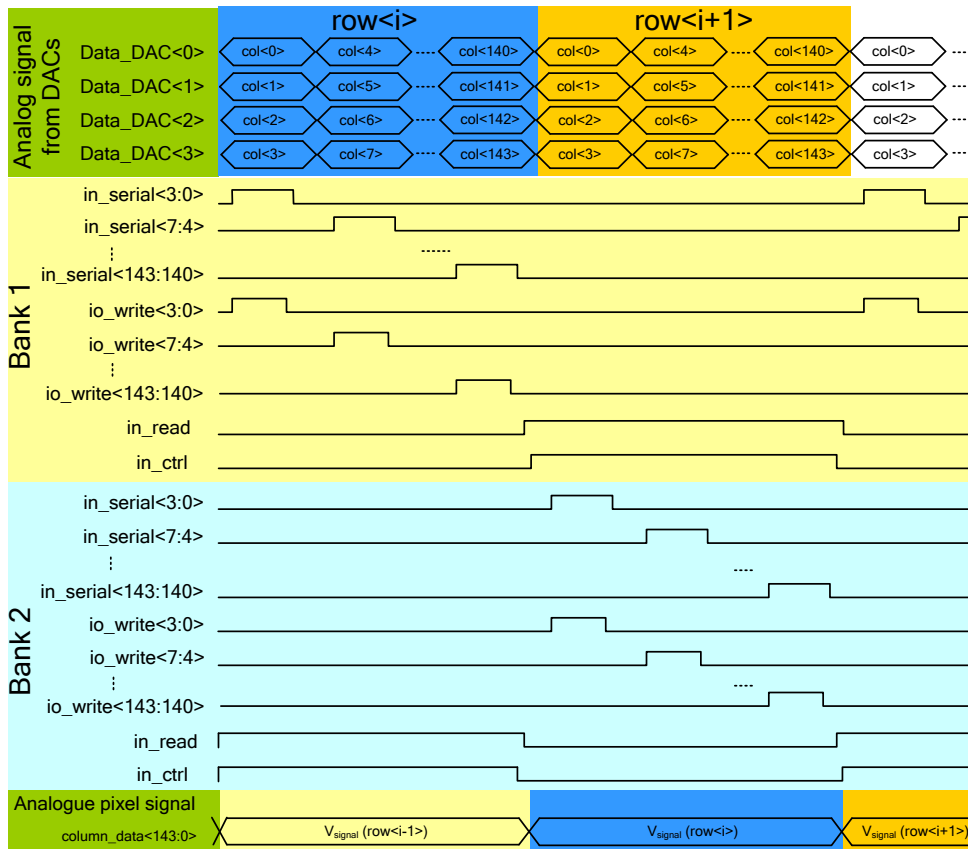 row<i> row<i+1>
Analog signal from DACs
Data_DAC<0> col<0> col<4> col<140> col<0> col<4> col<140> col<0>
Data_DAC<1> col<1> col<5> col<141> col<1> col<5> col<141> col<1>
Data_DAC<2> col<2> col<6> col<142> col<2> col<6> col<142> col<2>
Data_DAC<3> col<3> col<7> col<143> col<3> col<7> col<143> col<3>
Bank 1
in_serial<3:0>
in_serial<7:4>
in_serial<143:140>
io_write<3:0>
io_write<7:4>
io_write<143:140>
in_read
in_ctrl
Bank 2
in_serial<3:0>
in_serial<7:4>
in_serial<143:140>
io_write<3:0>
io_write<7:4>
io_write<143:140>
in_read
in_ctrl
Analogue pixel signal
column_data<143:0> Vsignal (row<i-1>) Vsignal (row<i>) Vsignal (row<i+1>)